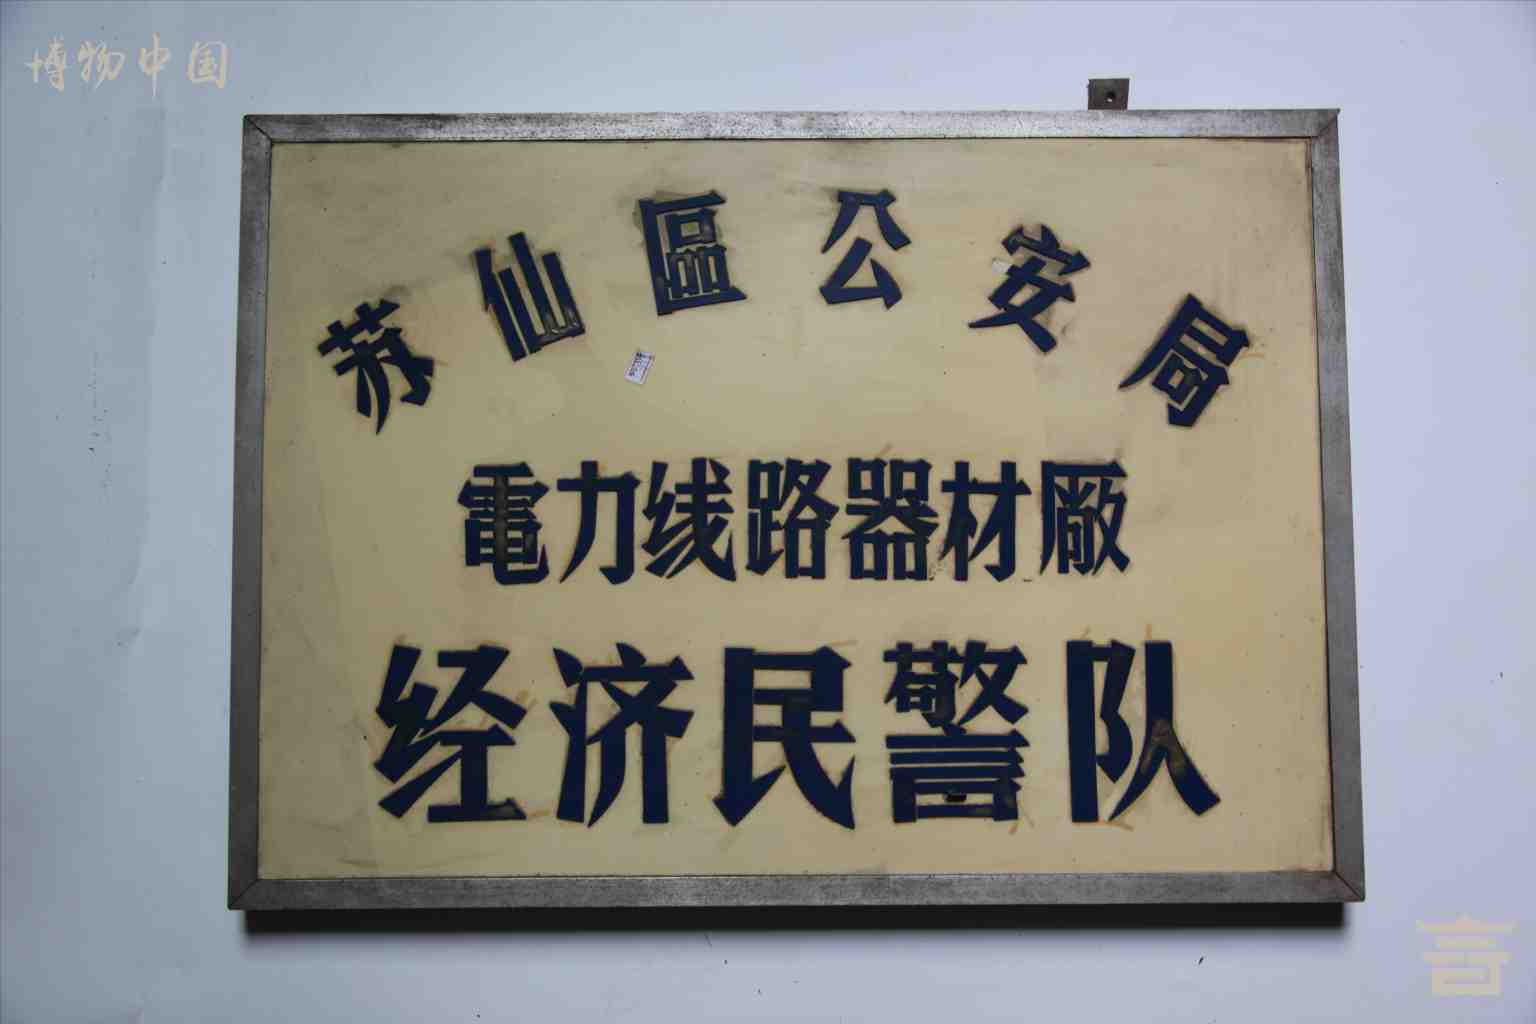 博物中国
苏仙區公安局
電力线路器材厰
经济民警队